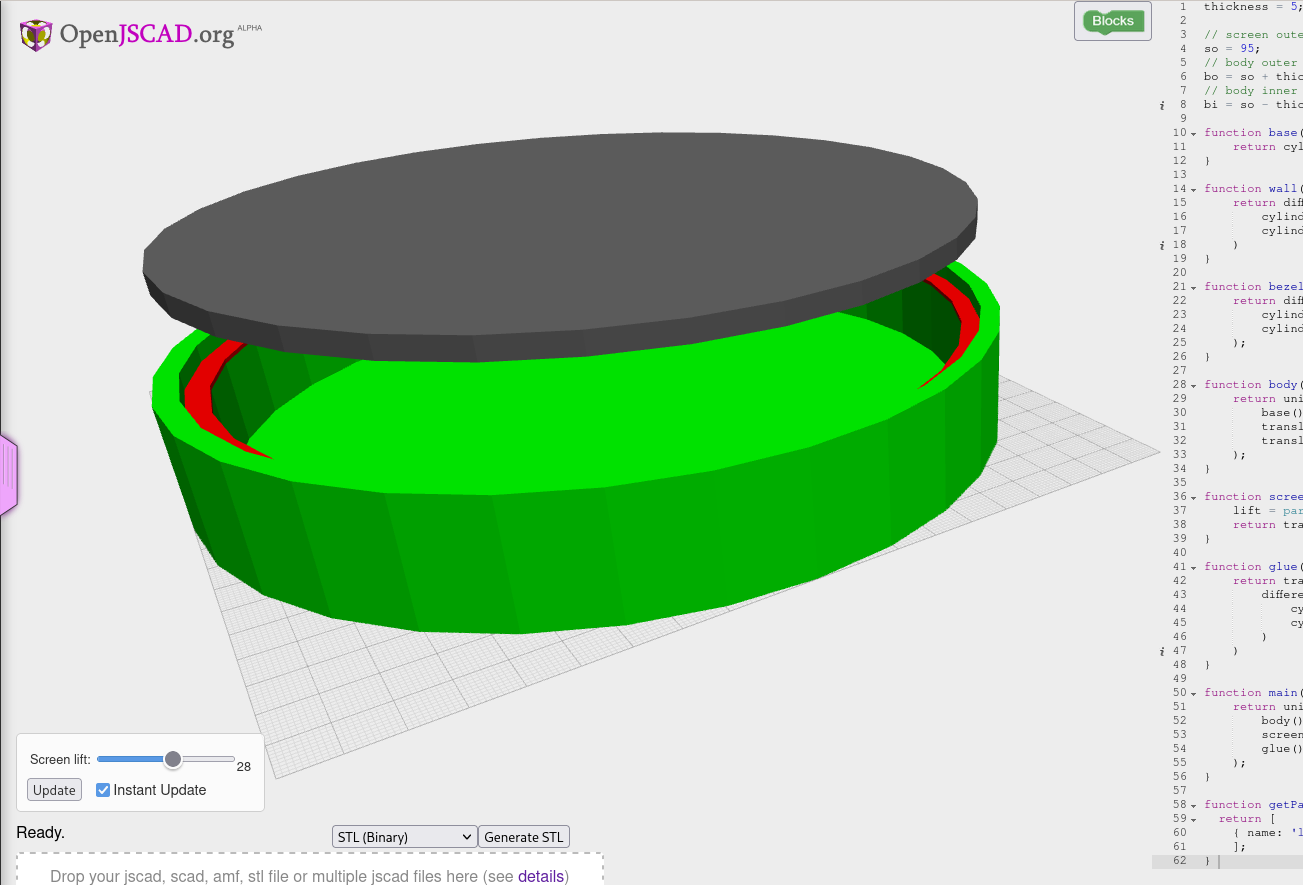 OpenJSCAD.org ALPHA
Blocks
1 thickness = 5;
2
3 // screen oute
4 so = 95;
5 // body outer
6 bo = so + thic
7 // body inner
i 8 bi = so - thic
9
10 function base(
11 return cyl
12 }
13
14 function wall(
15 return diff
16 cylind
17 cylind
i 18 )
19 }
20
21 function bezel
22 return diff
23 cylind
24 cylind
25 );
26 }
27
28 function body(
29 return uni
30 base()
31 transl
32 transl
33 );
34 }
35
36 function scree
37 lift = par
38 return tra
39 }
40
41 function glue(
42 return tra
43 differe
44 cy
45 cy
46 )
i 47 )
48 }
49
50 function main(
51 return uni
52 body()
53 screen
54 glue()
55 );
56 }
57
58 function getPa
59 return [
60 { name: 'l
61 ];
62 }
Screen lift: 28
Update Instant Update
Ready.
STL (Binary) Generate STL
Drop your jscad, scad, amf, stl file or multiple jscad files here (see details)